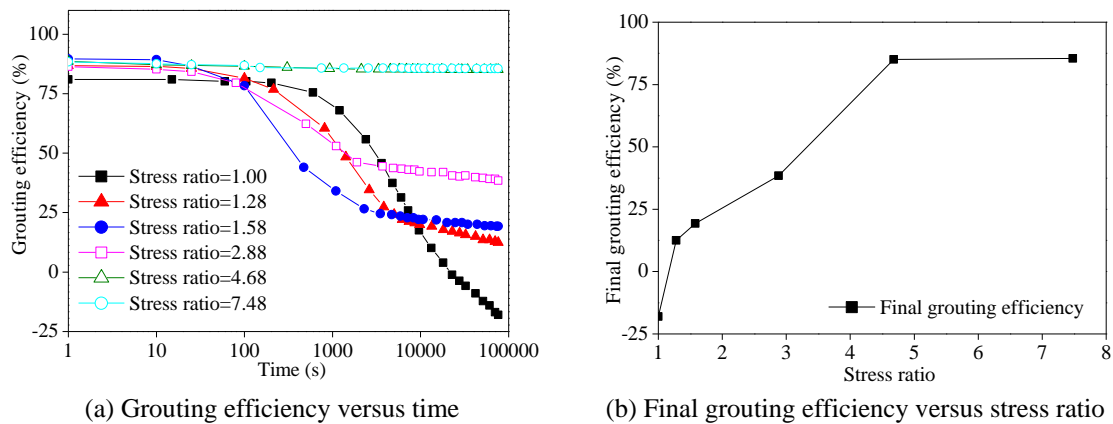 100
75
50
25
0
-25
Grouting efficiency (%)
Stress ratio=1.00
Stress ratio=1.28
Stress ratio=1.58
Stress ratio=2.88
Stress ratio=4.68
Stress ratio=7.48
1 10 100 1000 10000 100000
Time (s)
(a) Grouting efficiency versus time
100
75
50
25
0
-25
Final grouting efficiency (%)
Final grouting efficiency
1 2 3 4 5 6 7 8
Stress ratio
(b) Final grouting efficiency versus stress ratio